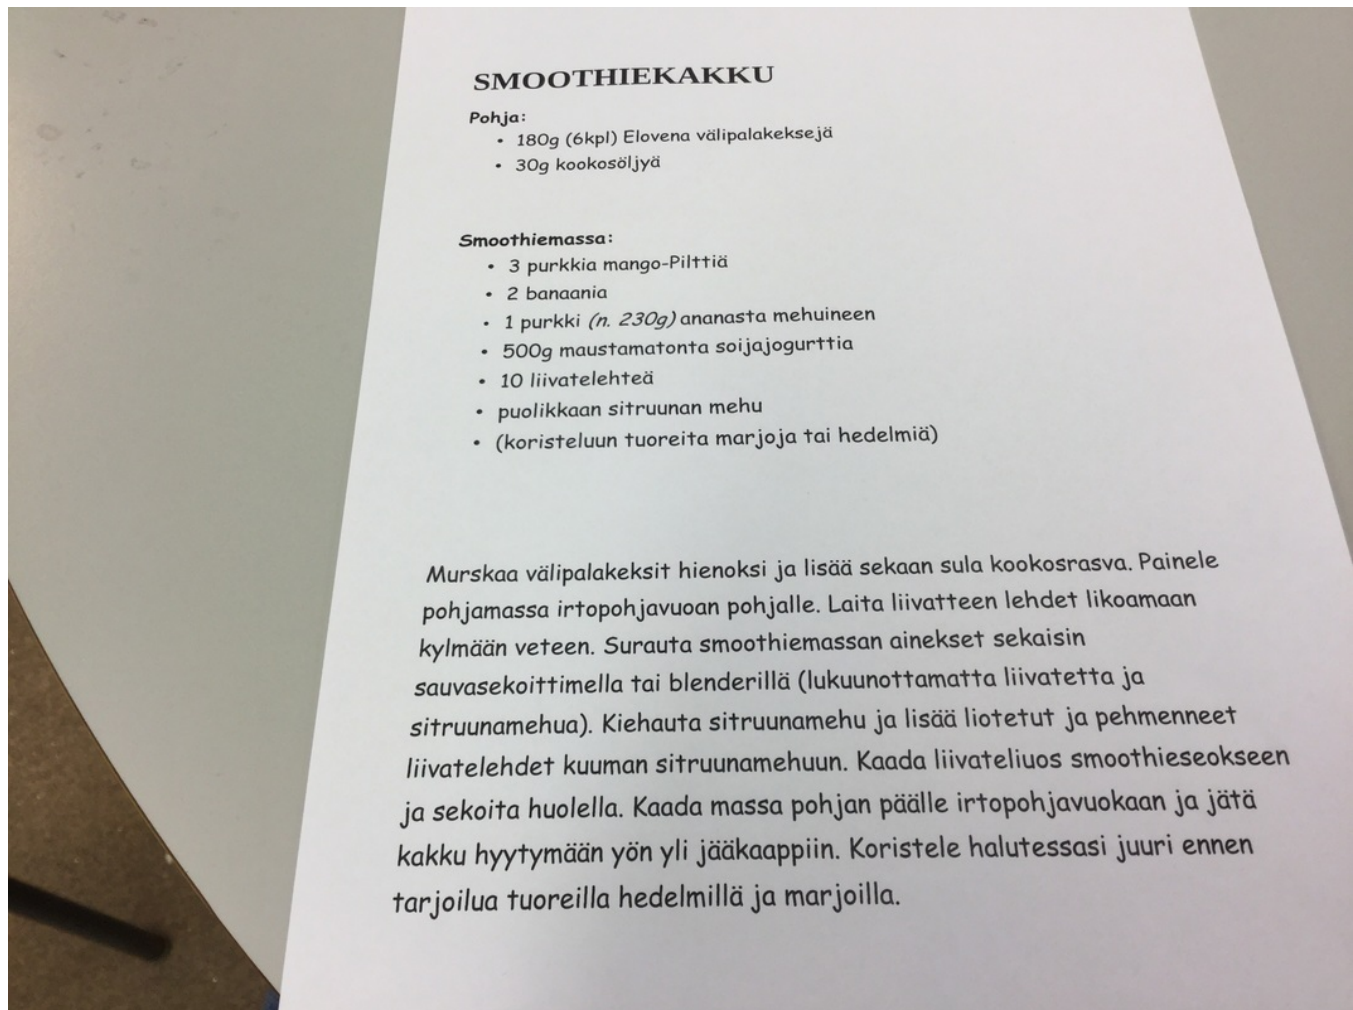 SMOOTHIEKAKKU
Pohja:
• 180g (6kpl) Elovena välipalakeksejä
• 30g kookosöljyä
Smoothiemassa:
• 3 purkkia mango-Pilttiä
• 2 banaania
• 1 purkki (n. 230g) ananasta mehuineen
• 500g maustamatonta soijajogurttia
• 10 liivatelehteä
• puolikkaan sitruunan mehu
• (koristeluun tuoreita marjoja tai hedelmiä)
Murskaa välipalakeksit hienoksi ja lisää sekaan sula kookosrasva. Painele
pohjamassa irtopohjavuoan pohjalle. Laita liivatteen lehdet likoamaan
kylmään veteen. Surauta smoothiemassan ainekset sekaisin
sauvasekoittimella tai blenderillä (lukuunottamatta liivatetta ja
sitruunamehua). Kiehauta sitruunamehu ja lisää liotetut ja pehmenneet
liivatelehdet kuuman sitruunamehuun. Kaada liivateliuos smoothieseokseen
ja sekoita huolella. Kaada massa pohjan päälle irtopohjavuokaan ja jätä
kakku hyytymään yön yli jääkaappiin. Koristele halutessasi juuri ennen
tarjoilua tuoreilla hedelmillä ja marjoilla.